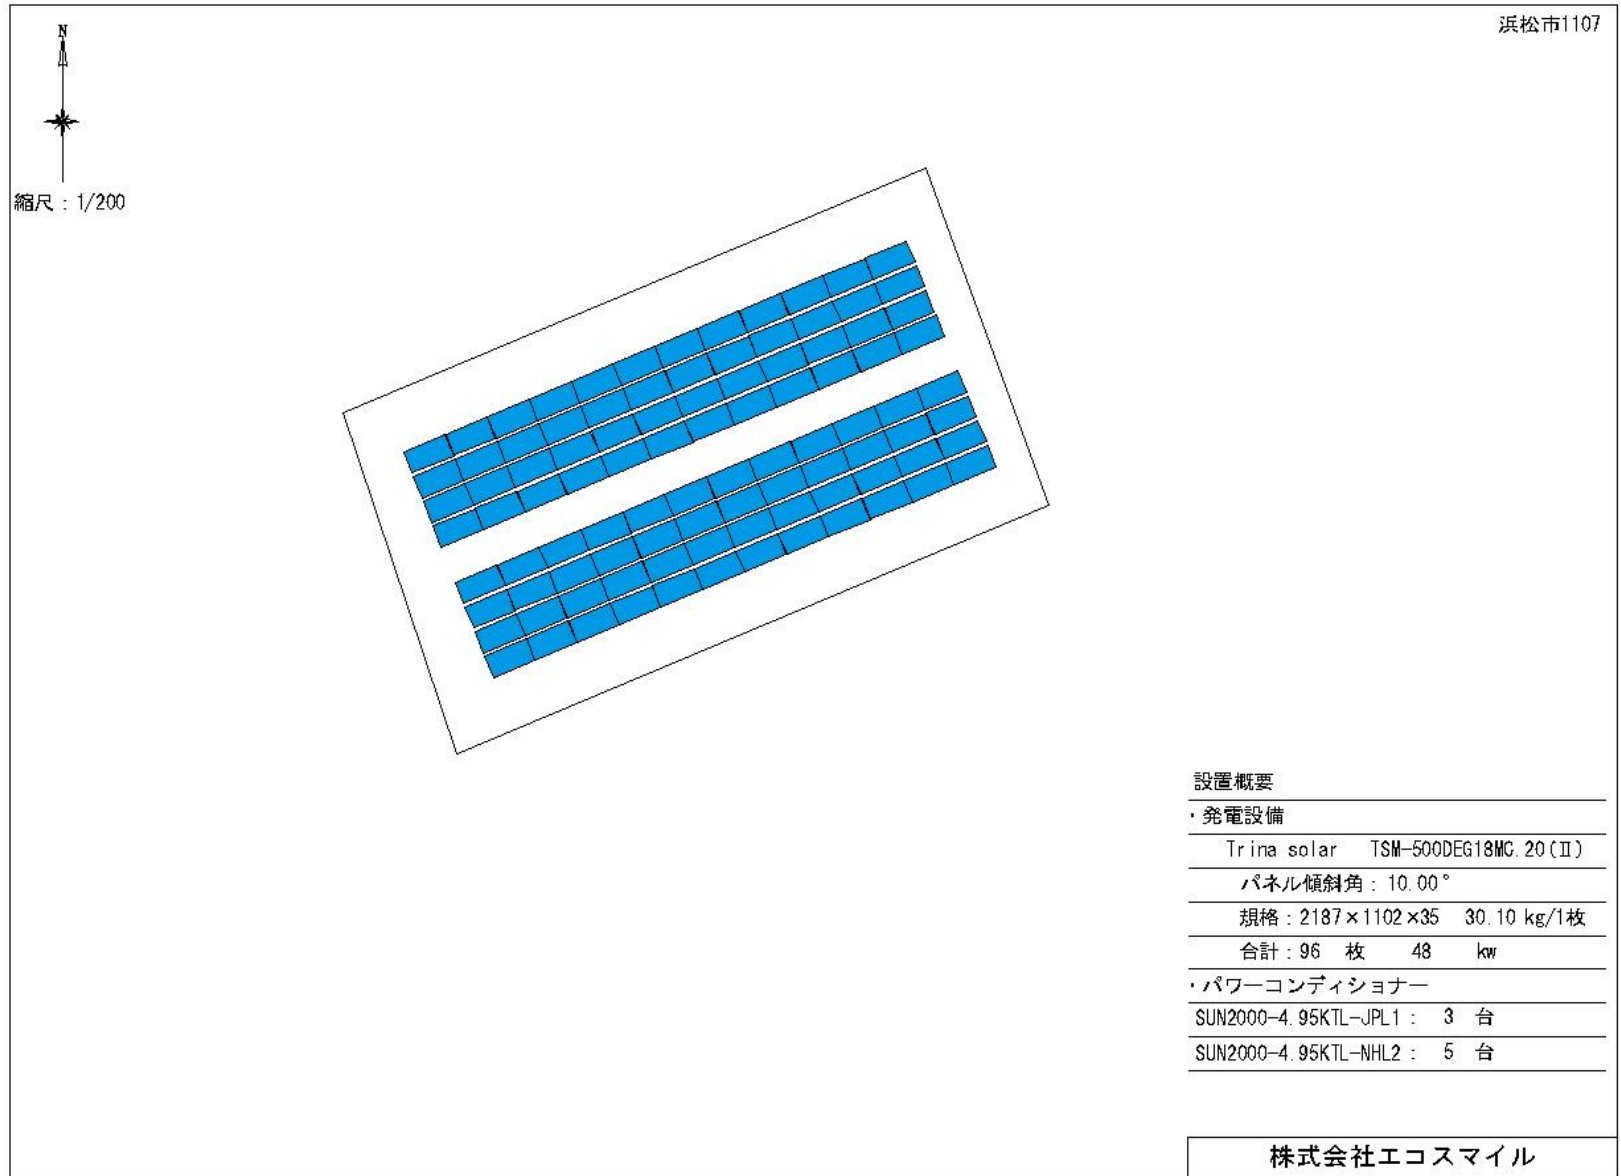 浜松市1107
N
縮尺：1/200
設置概要
・発電設備
Trina solar TSM-500DEG18MC.20(Ⅱ)
パネル傾斜角：10.00°
規格：2187×1102×35 30.10 kg/1枚
合計：96 枚 48 kw
・パワーコンディショナー
SUN2000-4.95KTL-JPL1： 3 台
SUN2000-4.95KTL-NHL2： 5 台
株式会社エコスマイル